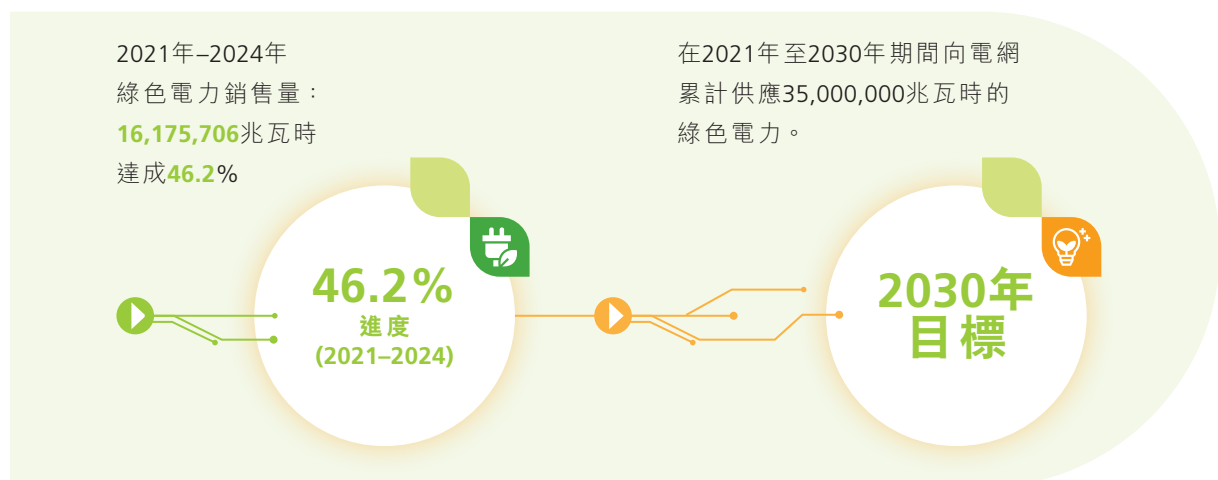 2021年–2024年
綠色電力銷售量：
16,175,706兆瓦時
達成46.2%
在2021年至2030年期間向電網
累計供應35,000,000兆瓦時的
綠色電力。
46.2%
進度
(2021–2024)
2030年
目標